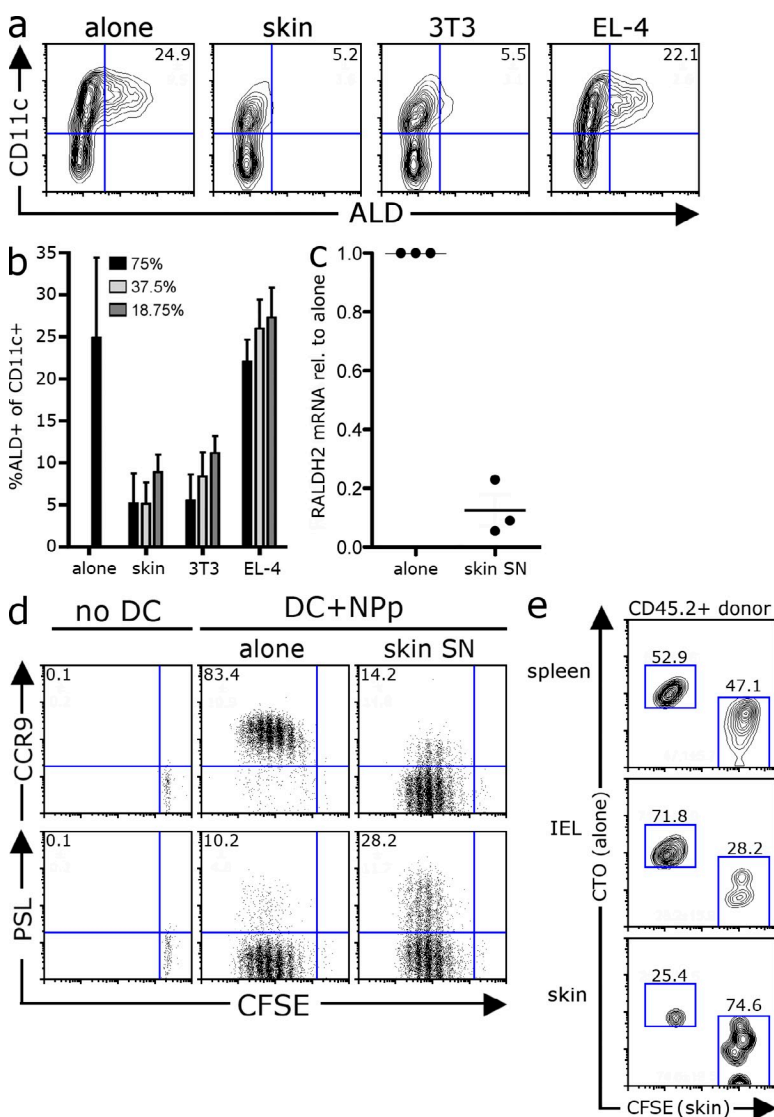 a
alone skin 3T3 EL-4
24.9 5.2 5.5 22.1
CD11c
ALD
b
%ALD+ of CD11c+
35
30
25
20
15
10
5
0
75%
37.5%
18.75%
alone skin 3T3 EL-4
c
RALDH2 mRNA rel. to alone
1.0
0.8
0.6
0.4
0.2
0.0
alone skin SN
d
no DC DC+NPp
alone skin SN
CCR9
0.1 83.4 14.2
PSL
0.1 10.2 28.2
CFSE
e
CD45.2+ donor
spleen
52.9 47.1
IEL
71.8 28.2
skin
25.4 74.6
CTO (alone)
CFSE (skin)